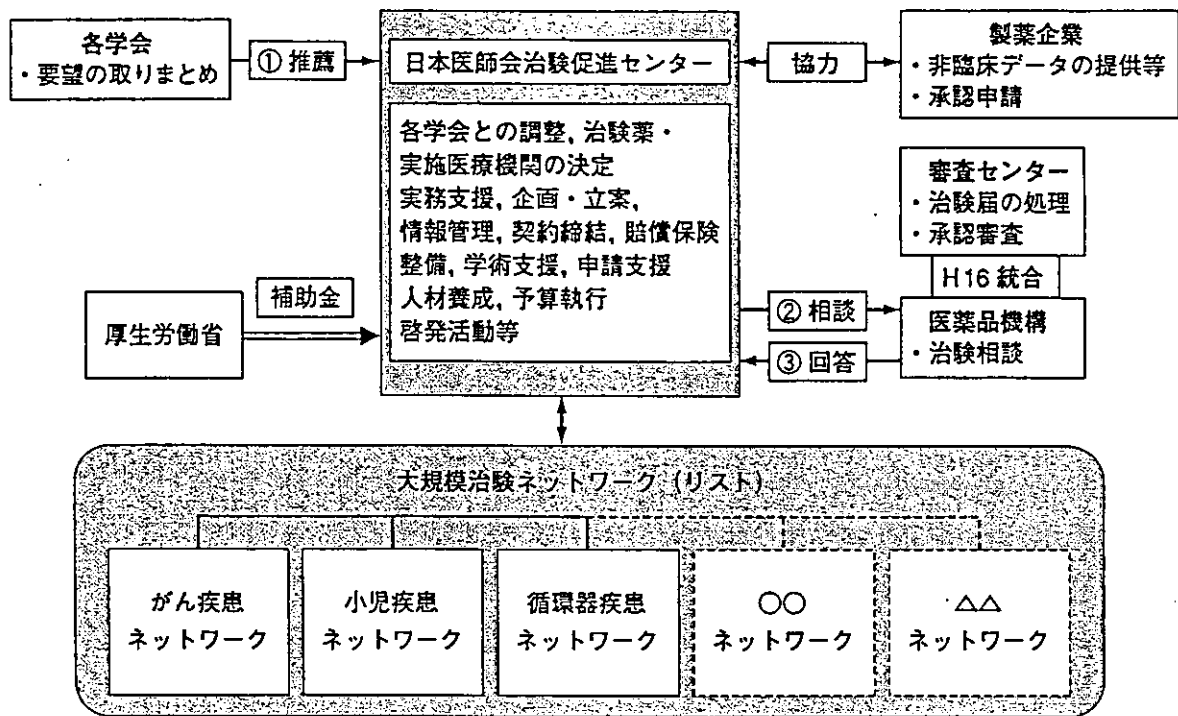 各学会
・要望の取りまとめ
① 推薦
日本医師会治験促進センター
協力
製薬企業
・非臨床データの提供等
・承認申請
各学会との調整, 治験薬・
実施医療機関の決定
実務支援, 企画・立案,
情報管理, 契約締結, 賠償保険
整備, 学術支援, 申請支援
人材養成, 予算執行
啓発活動等
審査センター
・治験届の処理
・承認審査
H16 統合
医薬品機構
・治験相談
厚生労働省
補助金
② 相談
③ 回答
大規模治験ネットワーク (リスト)
がん疾患
ネットワーク
小児疾患
ネットワーク
循環器疾患
ネットワーク
○○
ネットワーク
△△
ネットワーク